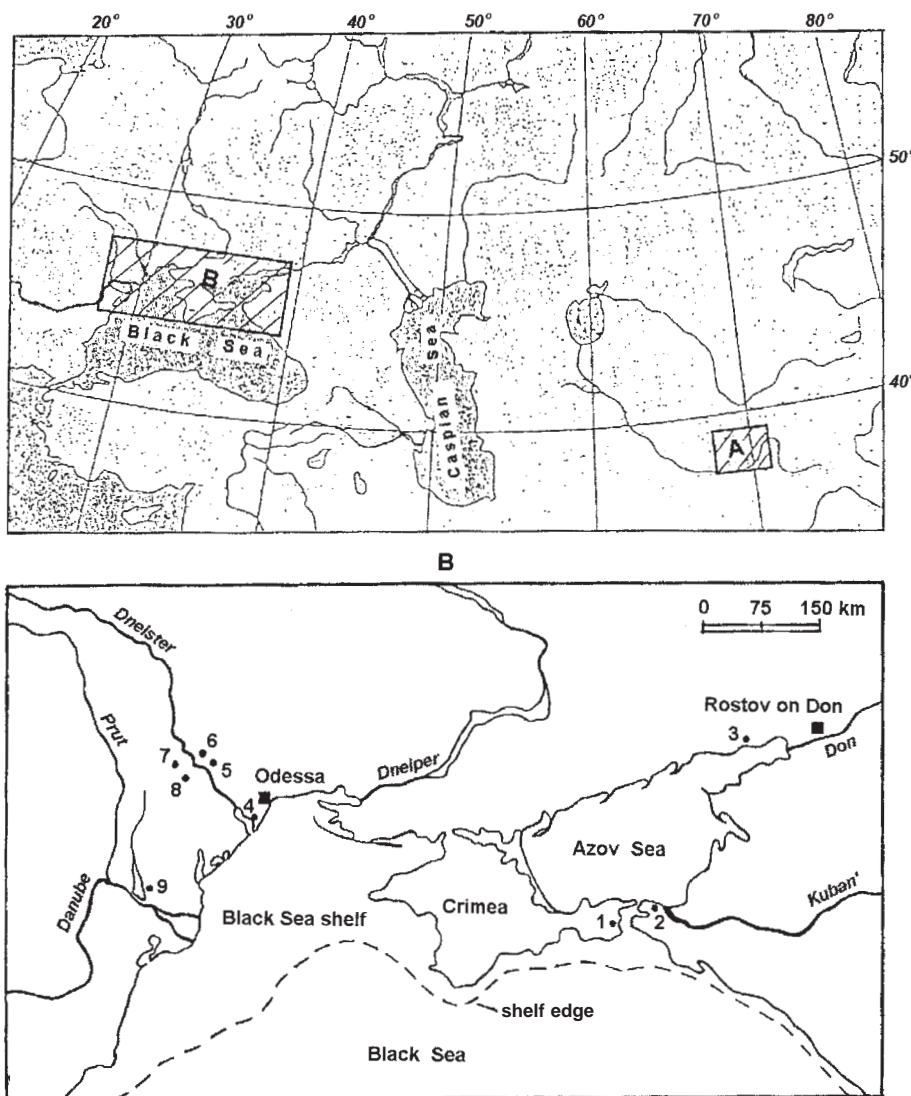 20° 30° 40° 50° 60° 70° 80°
50°
B
Black Sea
Caspian Sea
40°
A
B
0 75 150 km
Dneister
Prut
Rostov on Don
3
Don
6
7
5
8
Odessa
Dneiper
4
Azov Sea
9
Danube
Black Sea shelf
Crimea
1
2
Kuban'
shelf edge
Black Sea